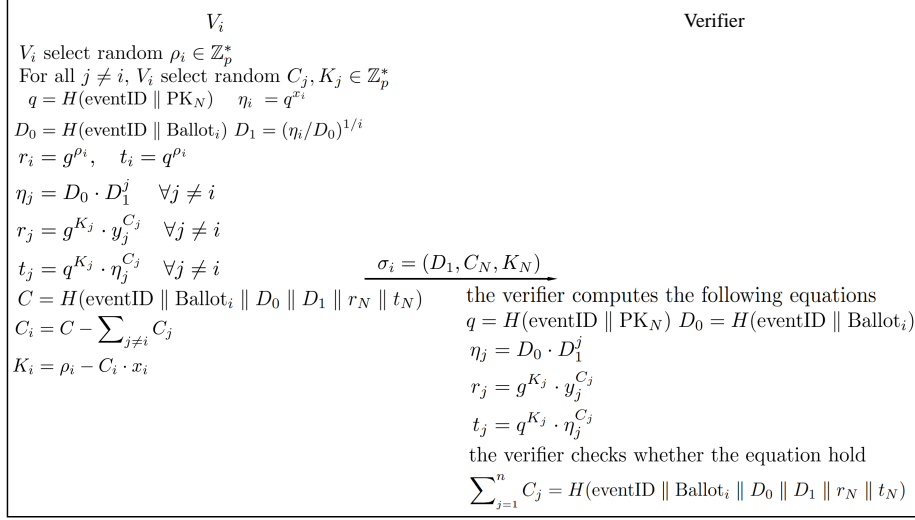 V_i
V_i select random ρ_i ∈ ℤ_p^*
For all j ≠ i, V_i select random C_j, K_j ∈ ℤ_p^*
q = H(eventID ∥ PK_N) η_i = q^{x_i}
D_0 = H(eventID ∥ Ballot_i) D_1 = (η_i/D_0)^{1/i}
r_i = g^{ρ_i}, t_i = q^{ρ_i}
η_j = D_0 · D_1^j ∀j ≠ i
r_j = g^{K_j} · y_j^{C_j} ∀j ≠ i
t_j = q^{K_j} · η_j^{C_j} ∀j ≠ i
C = H(eventID ∥ Ballot_i ∥ D_0 ∥ D_1 ∥ r_N ∥ t_N)
C_i = C − ∑_{j≠i} C_j
K_i = ρ_i − C_i · x_i
σ_i = (D_1, C_N, K_N)
Verifier
the verifier computes the following equations
q = H(eventID ∥ PK_N) D_0 = H(eventID ∥ Ballot_i)
η_j = D_0 · D_1^j
r_j = g^{K_j} · y_j^{C_j}
t_j = q^{K_j} · η_j^{C_j}
the verifier checks whether the equation hold
∑_{j=1}^n C_j = H(eventID ∥ Ballot_i ∥ D_0 ∥ D_1 ∥ r_N ∥ t_N)